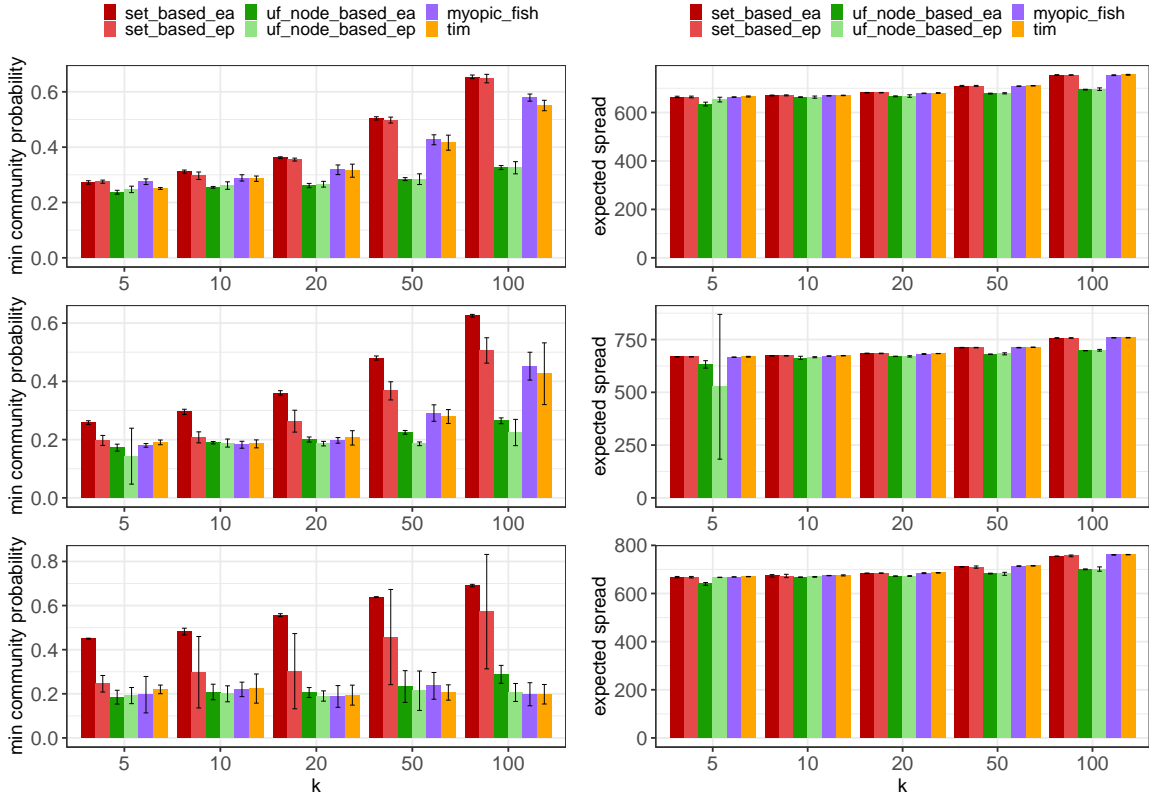 set_based_ea uf_node_based_ea myopic_fish
set_based_ep uf_node_based_ep tim
set_based_ea uf_node_based_ea myopic_fish
set_based_ep uf_node_based_ep tim
min community probability
0.6
0.4
0.2
0.0
5 10 20 50 100
expected spread
600
400
200
0
5 10 20 50 100
min community probability
0.6
0.4
0.2
0.0
5 10 20 50 100
expected spread
750
500
250
0
5 10 20 50 100
min community probability
0.8
0.6
0.4
0.2
0.0
5 10 20 50 100
k
expected spread
800
600
400
200
0
5 10 20 50 100
k